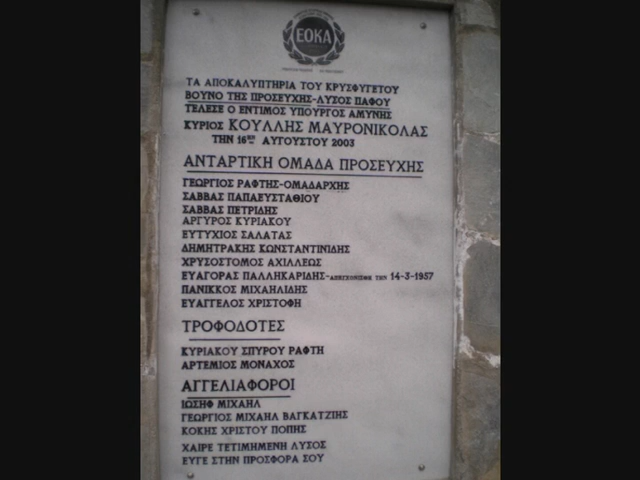 ΕΟΚΑ
ΤΑ ΑΠΟΚΑΛΥΠΤΗΡΙΑ ΤΟΥ ΚΡΥΣΦΥΓΕΤΟΥ
ΒΟΥΝΟ ΤΗΣ ΠΡΟΣΕΥΧΗΣ-ΛΥΣΟΣ ΠΑΦΟΥ
ΤΕΛΕΣΕ Ο ΕΝΤΙΜΟΣ ΥΠΟΥΡΓΟΣ ΑΜΥΝΗΣ
ΚΥΡΙΟΣ ΚΟΥΛΛΗΣ ΜΑΥΡΟΝΙΚΟΛΑΣ
ΤΗΝ 16ΗΝ ΑΥΓΟΥΣΤΟΥ 2003
ΑΝΤΑΡΤΙΚΗ ΟΜΑΔΑ ΠΡΟΣΕΥΧΗΣ
ΓΕΩΡΓΙΟΣ ΡΑΦΤΗΣ-ΟΜΑΔΑΡΧΗΣ
ΣΑΒΒΑΣ ΠΑΠΑΕΥΣΤΑΘΙΟΥ
ΣΑΒΒΑΣ ΠΕΤΡΙΔΗΣ
ΑΡΓΥΡΟΣ ΚΥΡΙΑΚΟΥ
ΕΥΤΥΧΙΟΣ ΣΑΛΑΤΑΣ
ΔΗΜΗΤΡΑΚΗΣ ΚΩΝΣΤΑΝΤΙΝΙΔΗΣ
ΧΡΥΣΟΣΤΟΜΟΣ ΑΧΙΛΛΕΩΣ
ΕΥΑΓΟΡΑΣ ΠΑΛΛΗΚΑΡΙΔΗΣ-ΑΠΑΓΧΟΝΙΣΘΗ ΤΗΝ 14-3-1957
ΠΑΝΙΚΚΟΣ ΜΙΧΑΗΛΙΔΗΣ
ΕΥΑΓΓΕΛΟΣ ΧΡΙΣΤΟΦΗ
ΤΡΟΦΟΔΟΤΕΣ
ΚΥΡΙΑΚΟΥ ΣΠΥΡΟΥ ΡΑΦΤΗ
ΑΡΤΕΜΙΟΣ ΜΟΝΑΧΟΣ
ΑΓΓΕΛΙΑΦΟΡΟΙ
ΙΩΣΗΦ ΜΙΧΑΗΛ
ΓΕΩΡΓΙΟΣ ΜΙΧΑΗΛ ΒΑΓΚΑΤΖΙΗΣ
ΚΟΚΗΣ ΧΡΙΣΤΟΥ ΠΟΠΗΣ
ΧΑΙΡΕ ΤΕΤΙΜΗΜΕΝΗ ΛΥΣΟΣ
ΕΥΓΕ ΣΤΗΝ ΠΡΟΣΦΟΡΑ ΣΟΥ